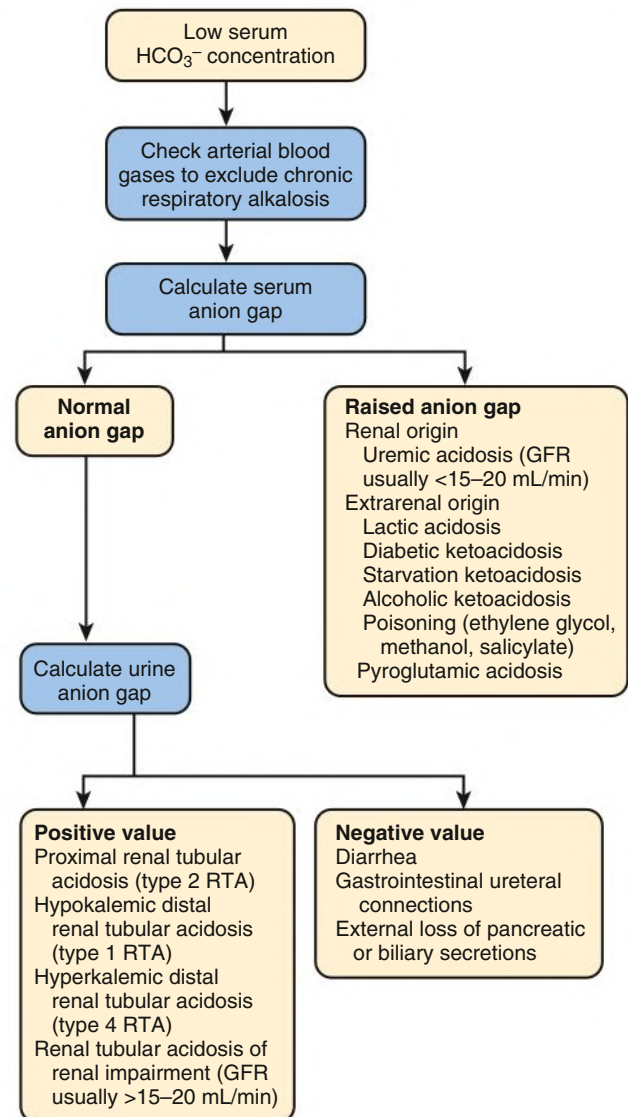 Low serum
HCO₃⁻ concentration
Check arterial blood
gases to exclude chronic
respiratory alkalosis
Calculate serum
anion gap
Normal
anion gap
Raised anion gap
Renal origin
Uremic acidosis (GFR
usually <15–20 mL/min)
Extrarenal origin
Lactic acidosis
Diabetic ketoacidosis
Starvation ketoacidosis
Alcoholic ketoacidosis
Poisoning (ethylene glycol,
methanol, salicylate)
Pyroglutamic acidosis
Calculate urine
anion gap
Positive value
Proximal renal tubular
acidosis (type 2 RTA)
Hypokalemic distal
renal tubular acidosis
(type 1 RTA)
Hyperkalemic distal
renal tubular acidosis
(type 4 RTA)
Renal tubular acidosis of
renal impairment (GFR
usually >15–20 mL/min)
Negative value
Diarrhea
Gastrointestinal ureteral
connections
External loss of pancreatic
or biliary secretions